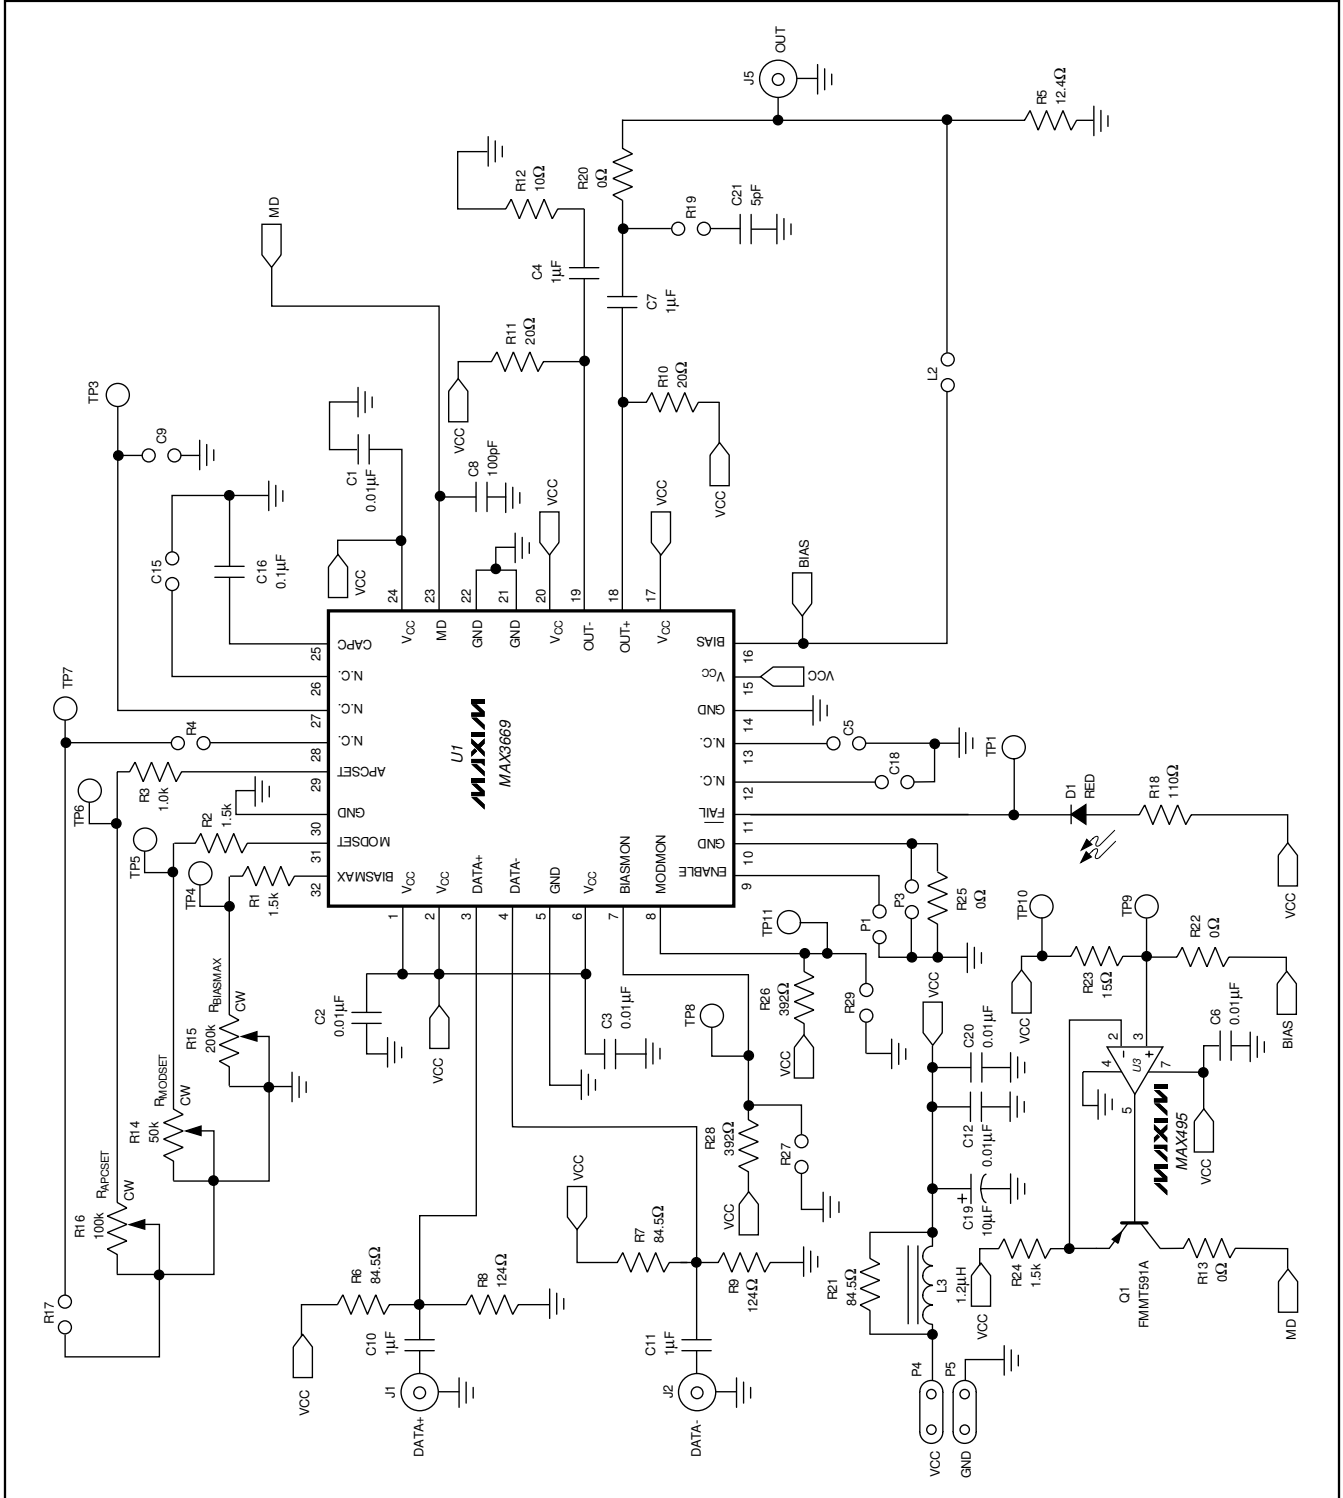 J5
OUT
R5
12.4Ω
R12
10Ω
R20
0Ω
R19
C21
5pF
MD
C4
1µF
C7
1µF
R11
20Ω
R10
20Ω
VCC
VCC
L2
TP3
C9
C1
0.01µF
C8
100pF
VCC
VCC
VCC
BIAS
C15
C16
0.1µF
TP7
R4
24
23
22
21
20
19
18
17
VCC
MD
GND
GND
VCC
OUT-
OUT+
VCC
25
CAPC
26
N.C.
27
N.C.
28
N.C.
29
APCSET
30
GND
31
MODSET
32
BIASMAX
U1
MAXIM
MAX3669
BIAS
16
VCC
15
VCC
GND
14
N.C.
13
N.C.
12
FAIL
11
GND
10
ENABLE
9
VCC
VCC
DATA+
DATA-
GND
VCC
BIASMON
MODMON
1
2
3
4
5
6
7
8
TP6
R3
1.0k
TP5
R2
1.5k
TP4
R1
1.5k
C5
C18
TP1
D1
RED
R18
110Ω
VCC
P1
P3
R25
0Ω
RBIASMAX
CW
R15
200k
RMODSET
CW
R14
50k
RAPCSET
CW
R16
100k
R17
C2
0.01µF
VCC
C3
0.01µF
TP8
TP11
R26
392Ω
VCC
R29
R28
392Ω
VCC
R27
VCC
C20
0.01µF
C12
0.01µF
C19
+
10µF
R21
84.5Ω
L3
1.2µH
P4
P5
VCC
GND
TP10
VCC
R23
15Ω
TP9
R22
0Ω
BIAS
2
3
4
-
+
U3
7
5
C6
0.01µF
VCC
MAXIM
MAX495
VCC
R24
1.5k
Q1
FMMT591A
R13
0Ω
MD
VCC
R6
84.5Ω
R8
124Ω
C10
1µF
J1
DATA+
VCC
R7
84.5Ω
R9
124Ω
C11
1µF
J2
DATA-